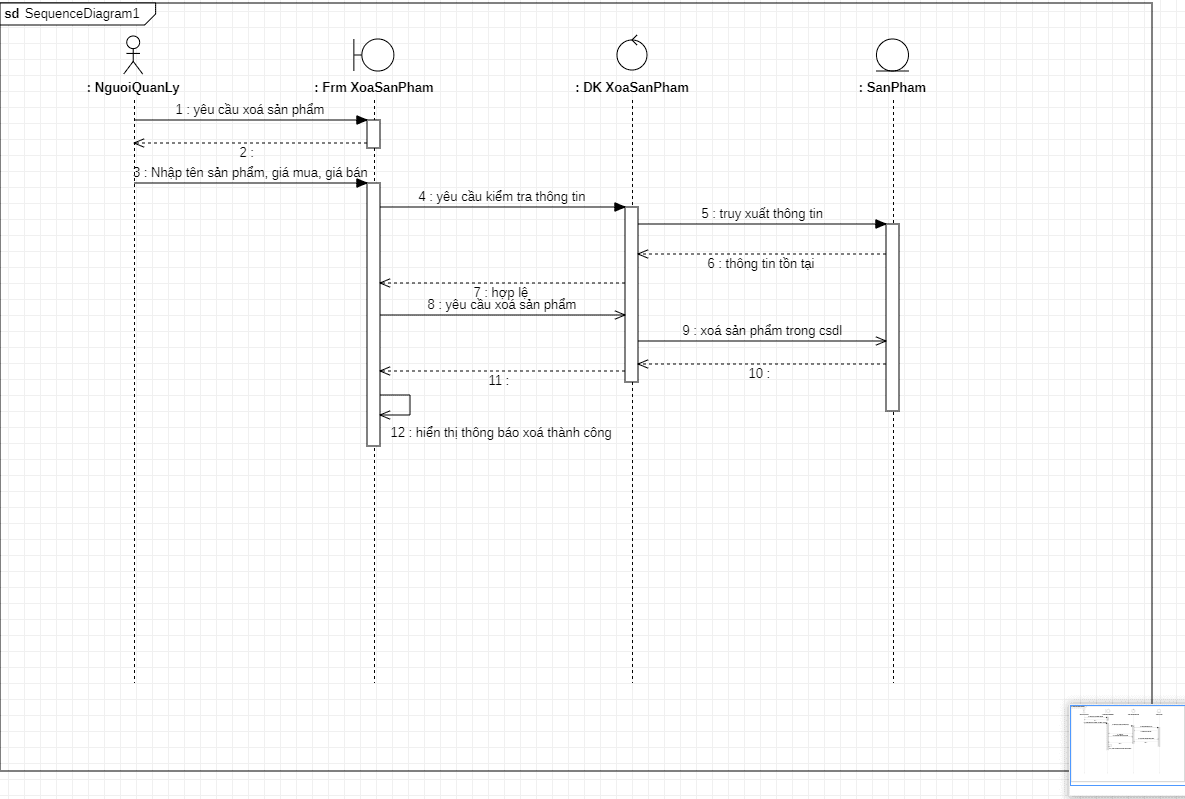 sd SequenceDiagram1
: NguoiQuanLy
: Frm XoaSanPham
: DK XoaSanPham
: SanPham
1 : yêu cầu xoá sản phẩm
2 :
3 : Nhập tên sản phẩm, giá mua, giá bán
4 : yêu cầu kiểm tra thông tin
5 : truy xuất thông tin
6 : thông tin tồn tại
7 : hợp lệ
8 : yêu cầu xoá sản phẩm
9 : xoá sản phẩm trong csdl
10 :
11 :
12 : hiển thị thông báo xoá thành công